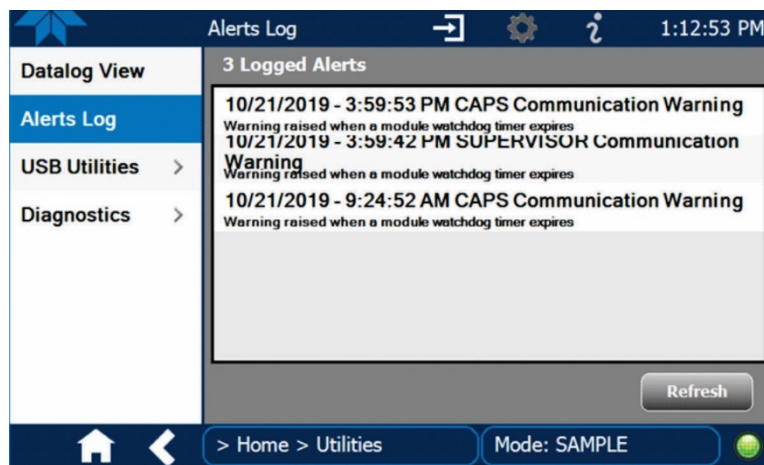 Alerts Log
1:12:53 PM
Datalog View
Alerts Log
USB Utilities >
Diagnostics >
3 Logged Alerts
10/21/2019 - 3:59:53 PM CAPS Communication Warning
Warning raised when a module watchdog timer expires
10/21/2019 - 3:59:42 PM SUPERVISOR Communication
Warning
Warning raised when a module watchdog timer expires
10/21/2019 - 9:24:52 AM CAPS Communication Warning
Warning raised when a module watchdog timer expires
Refresh
> Home > Utilities
Mode: SAMPLE